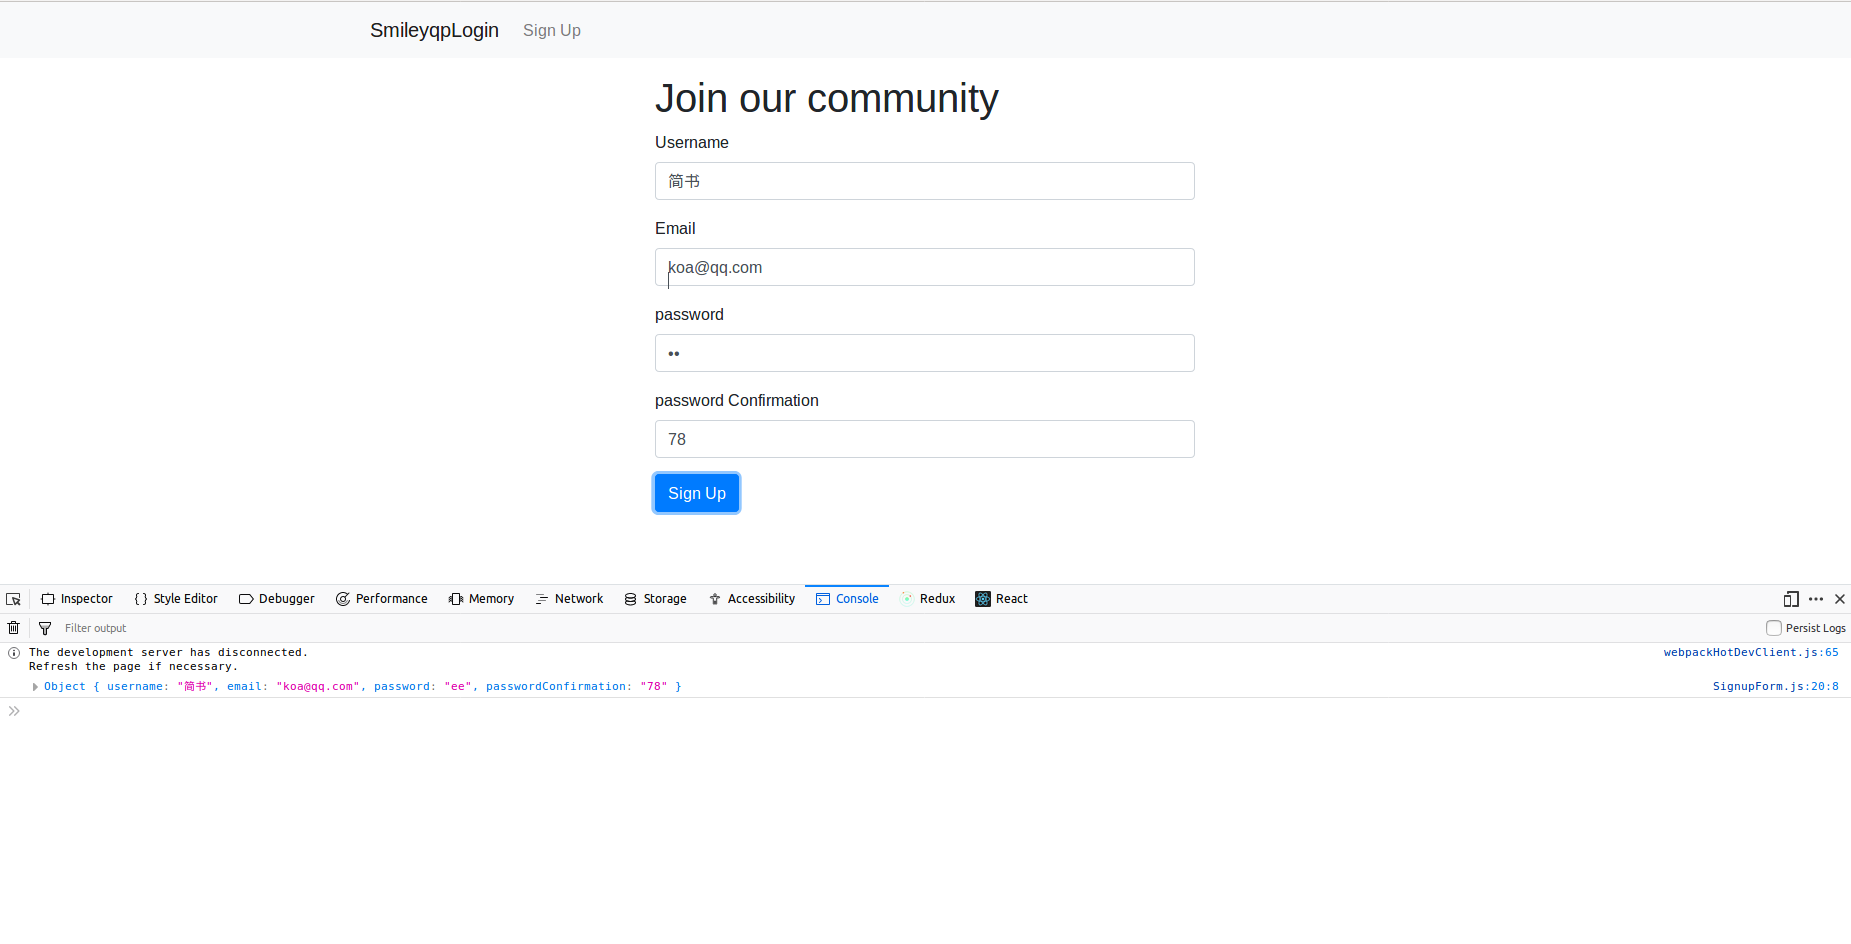 SmileyqpLogin Sign Up
Join our community
Username
简书
Email
koa@qq.com
password
••
password Confirmation
78
Sign Up
Inspector { } Style Editor Debugger Performance Memory Network Storage Accessibility Console Redux React
Filter output Persist Logs
The development server has disconnected. webpackHotDevClient.js:65
Refresh the page if necessary.
Object { username: "简书", email: "koa@qq.com", password: "ee", passwordConfirmation: "78" } SignupForm.js:20:8